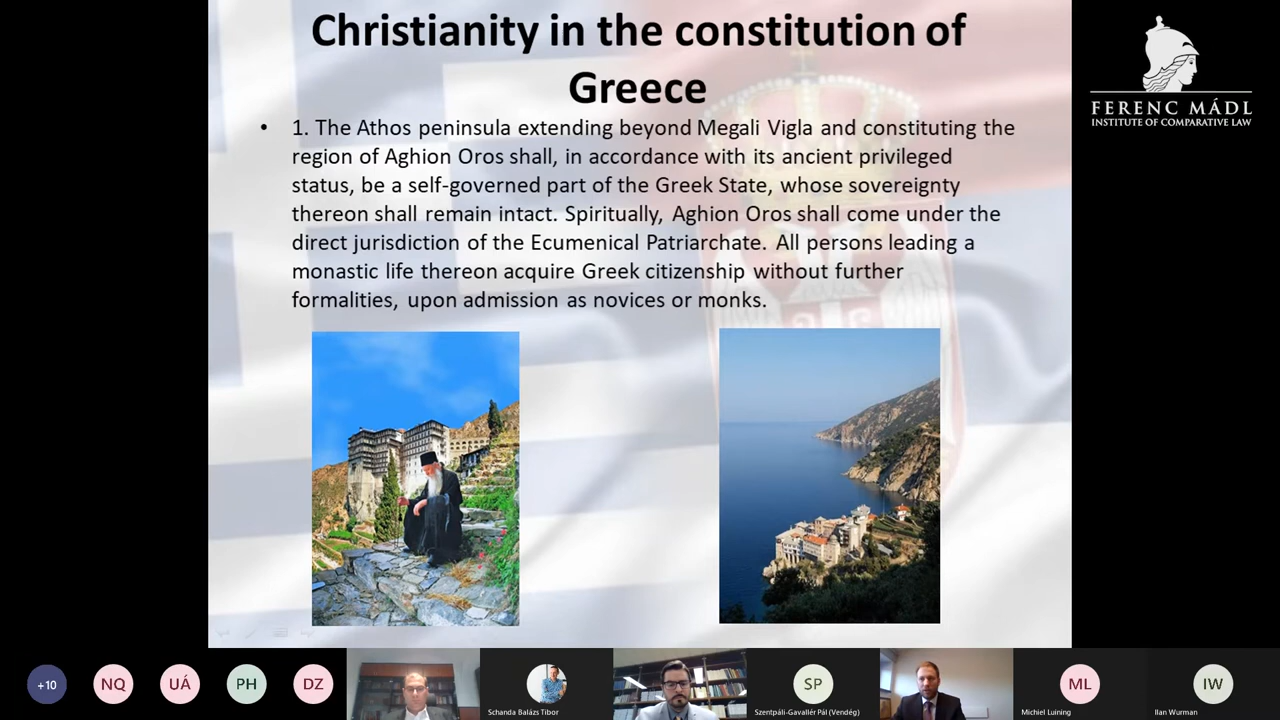 Christianity in the constitution of
Greece
• 1. The Athos peninsula extending beyond Megali Vigla and constituting the
region of Aghion Oros shall, in accordance with its ancient privileged
status, be a self-governed part of the Greek State, whose sovereignty
thereon shall remain intact. Spiritually, Aghion Oros shall come under the
direct jurisdiction of the Ecumenical Patriarchate. All persons leading a
monastic life thereon acquire Greek citizenship without further
formalities, upon admission as novices or monks.
FERENC MÁDL
INSTITUTE OF COMPARATIVE LAW
+10
NQ
UÁ
PH
DZ
Schanda Balázs Tibor
SP
Szentpáli-Gavallér Pál (Vendég)
ML
Michiel Luining
IW
Ilan Wurman